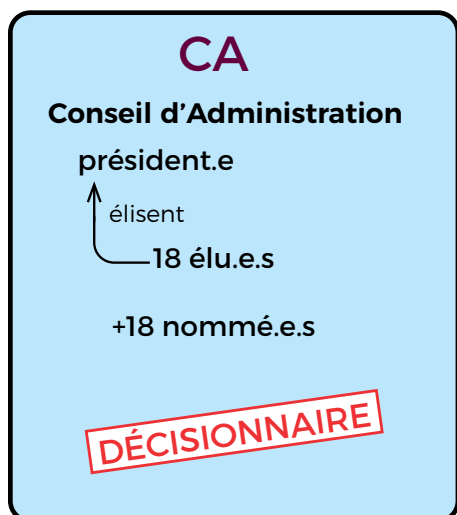 CA
Conseil d’Administration
président.e
élisent
18 élu.e.s
+18 nommé.e.s
DÉCISIONNAIRE